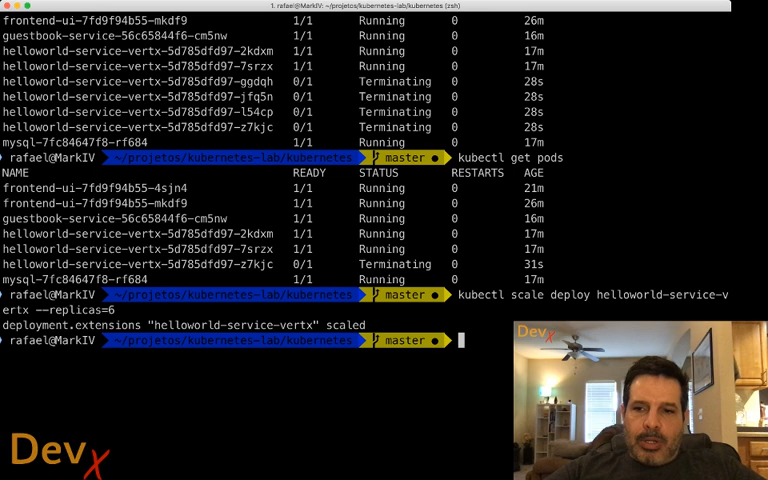 1. rafael@MarkIV: ~/projetos/kubernetes-lab/kubernetes (zsh)
frontend-ui-7fd9f94b55-mkdf9 1/1 Running 0 26m
guestbook-service-56c65844f6-cm5nw 1/1 Running 0 16m
helloworld-service-vertx-5d785dfd97-2kdxm 1/1 Running 0 17m
helloworld-service-vertx-5d785dfd97-7srzx 1/1 Running 0 17m
helloworld-service-vertx-5d785dfd97-ggdqh 0/1 Terminating 0 28s
helloworld-service-vertx-5d785dfd97-jfq5n 0/1 Terminating 0 28s
helloworld-service-vertx-5d785dfd97-l54cp 0/1 Terminating 0 28s
helloworld-service-vertx-5d785dfd97-z7kjc 0/1 Terminating 0 28s
mysql-7fc84647f8-rf684 1/1 Running 0 17m
rafael@MarkIV ~/projetos/kubernetes-lab/kubernetes master ● kubectl get pods
NAME READY STATUS RESTARTS AGE
frontend-ui-7fd9f94b55-4sjn4 1/1 Running 0 21m
frontend-ui-7fd9f94b55-mkdf9 1/1 Running 0 26m
guestbook-service-56c65844f6-cm5nw 1/1 Running 0 16m
helloworld-service-vertx-5d785dfd97-2kdxm 1/1 Running 0 17m
helloworld-service-vertx-5d785dfd97-7srzx 1/1 Running 0 17m
helloworld-service-vertx-5d785dfd97-z7kjc 0/1 Terminating 0 31s
mysql-7fc84647f8-rf684 1/1 Running 0 17m
rafael@MarkIV ~/projetos/kubernetes-lab/kubernetes master ● kubectl scale deploy helloworld-service-v
ertx --replicas=6
deployment.extensions "helloworld-service-vertx" scaled
rafael@MarkIV ~/projetos/kubernetes-lab/kubernetes master ●
Devx
Devx